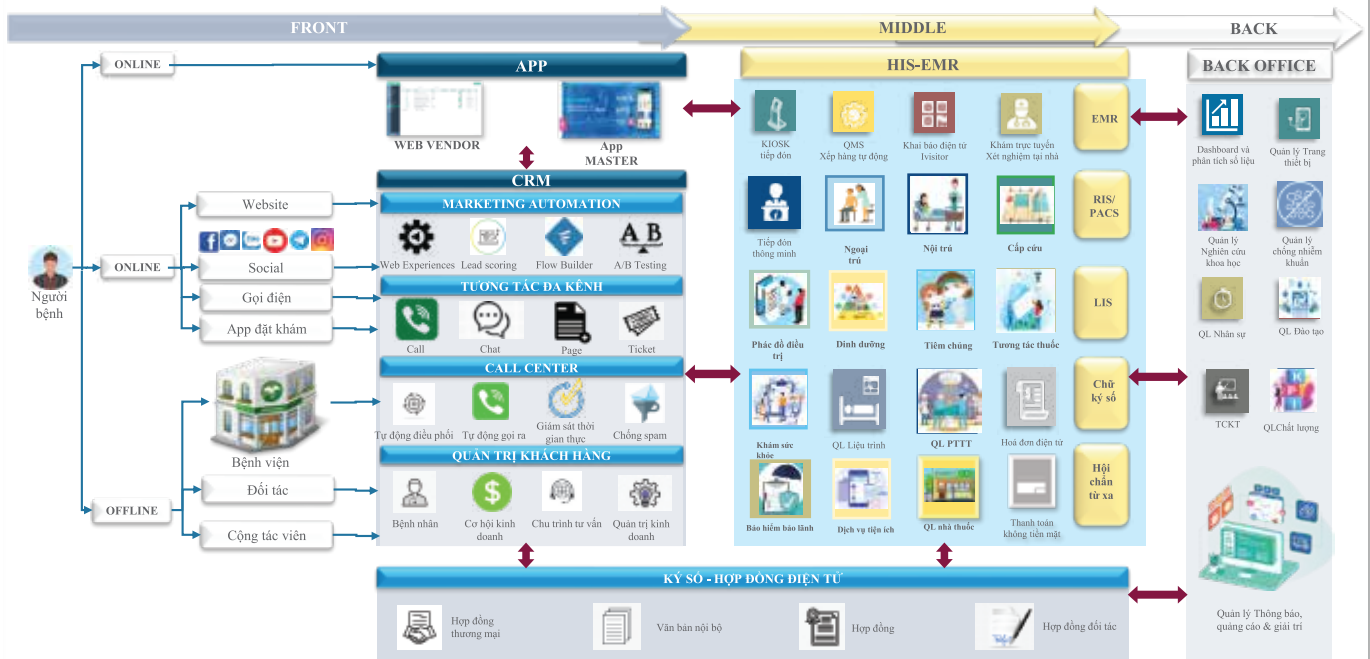 FRONT
MIDDLE
BACK
ONLINE
APP
WEB VENDOR
App
MASTER
CRM
MARKETING AUTOMATION
Web Experiences
Lead scoring
Flow Builder
A/B Testing
TƯƠNG TÁC ĐA KÊNH
Call
Chat
Page
Ticket
CALL CENTER
Tự động điều phối
Tự động gọi ra
Giám sát thời
gian thực
Chống spam
QUẢN TRỊ KHÁCH HÀNG
Bệnh nhân
Cơ hội kinh
doanh
Chu trình tư vấn
Quản trị kinh
doanh
Người
bệnh
ONLINE
Website
Social
Gọi điện
App đặt khám
Bệnh viện
OFFLINE
Đối tác
Cộng tác viên
HIS-EMR
KIOSK
tiếp đón
QMS
Xếp hàng tự động
Khai báo điện tử
Ivisitor
Khám trực tuyến
Xét nghiệm tại nhà
EMR
Tiếp đón
thông minh
Ngoại
trú
Nội trú
Cấp cứu
RIS/
PACS
Phác đồ điều
trị
Dinh dưỡng
Tiêm chủng
Tương tác thuốc
LIS
Khám sức
khỏe
QL Liệu trình
QL PTTT
Hoá đơn điện tử
Chữ
ký số
Bảo hiểm bảo lãnh
Dịch vụ tiện ích
QL nhà thuốc
Thanh toán
không tiền mặt
Hội
chẩn
từ xa
BACK OFFICE
Dashboard và
phân tích số liệu
Quản lý Trang
thiết bị
Quản lý
Nghiên cứu
khoa học
Quản lý
chống nhiễm
khuẩn
QL Nhân sự
QL Đào tạo
TCKT
QLChất lượng
Quản lý Thông báo,
quảng cáo & giải trí
KÝ SỐ - HỢP ĐỒNG ĐIỆN TỬ
Hợp đồng
thương mại
Văn bản nội bộ
Hợp đồng
Hợp đồng đối tác